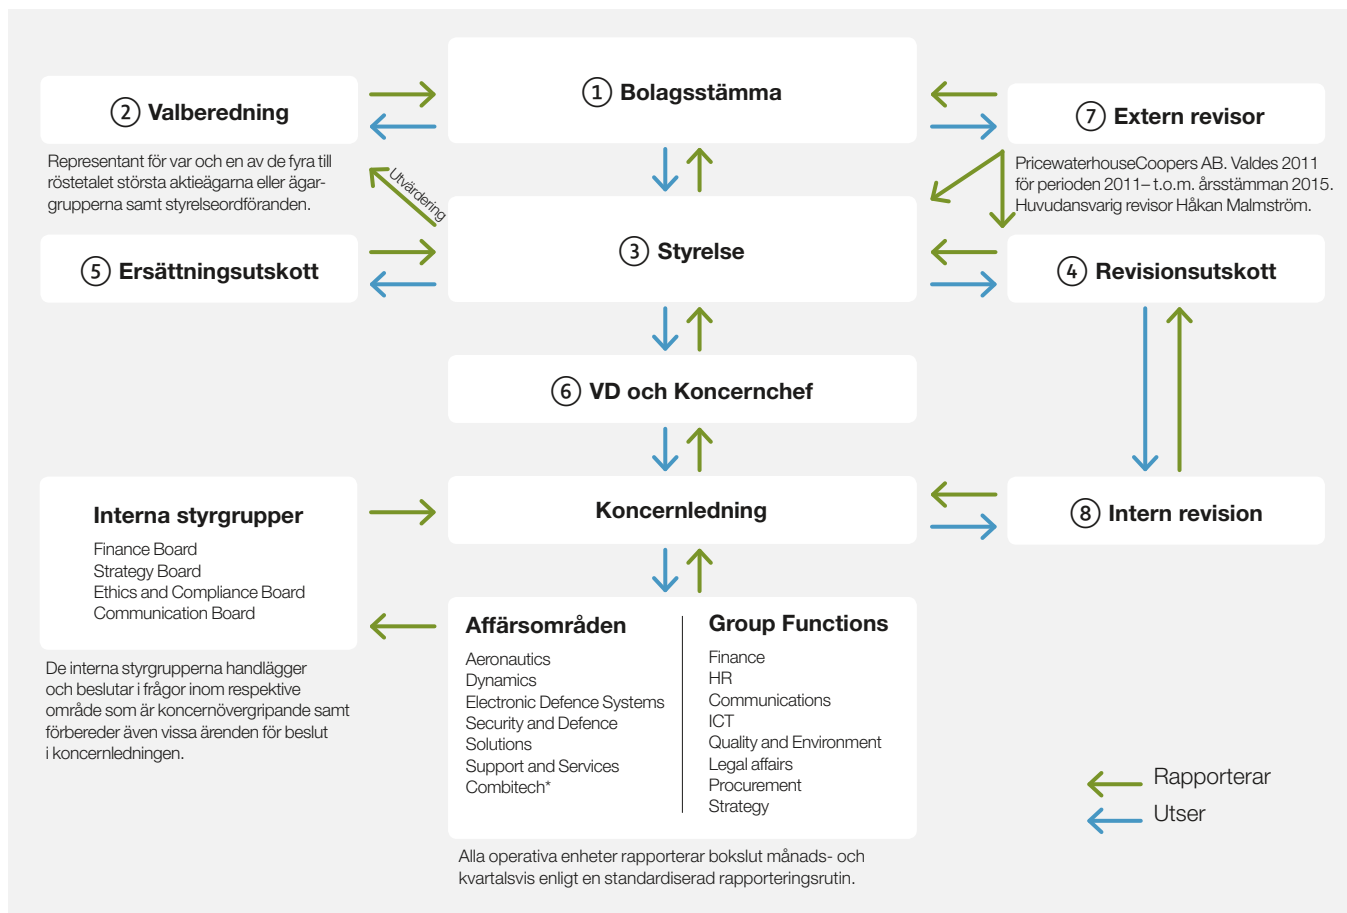 1 Bolagsstämma
2 Valberedning
Representant för var och en av de fyra till
röstetalet största aktieägarna eller ägar-
grupperna samt styrelseordföranden.
7 Extern revisor
PricewaterhouseCoopers AB. Valdes 2011
för perioden 2011– t.o.m. årsstämman 2015.
Huvudansvarig revisor Håkan Malmström.
Utvärdering
3 Styrelse
5 Ersättningsutskott
4 Revisionsutskott
6 VD och Koncernchef
Koncernledning
8 Intern revision
Interna styrgrupper
Finance Board
Strategy Board
Ethics and Compliance Board
Communication Board
De interna styrgrupperna handlägger
och beslutar i frågor inom respektive
område som är koncernövergripande samt
förbereder även vissa ärenden för beslut
i koncernledningen.
Affärsområden
Aeronautics
Dynamics
Electronic Defence Systems
Security and Defence
Solutions
Support and Services
Combitech*
Group Functions
Finance
HR
Communications
ICT
Quality and Environment
Legal affairs
Procurement
Strategy
Alla operativa enheter rapporterar bokslut månads- och
kvartalsvis enligt en standardiserad rapporteringsrutin.
Rapporterar
Utser